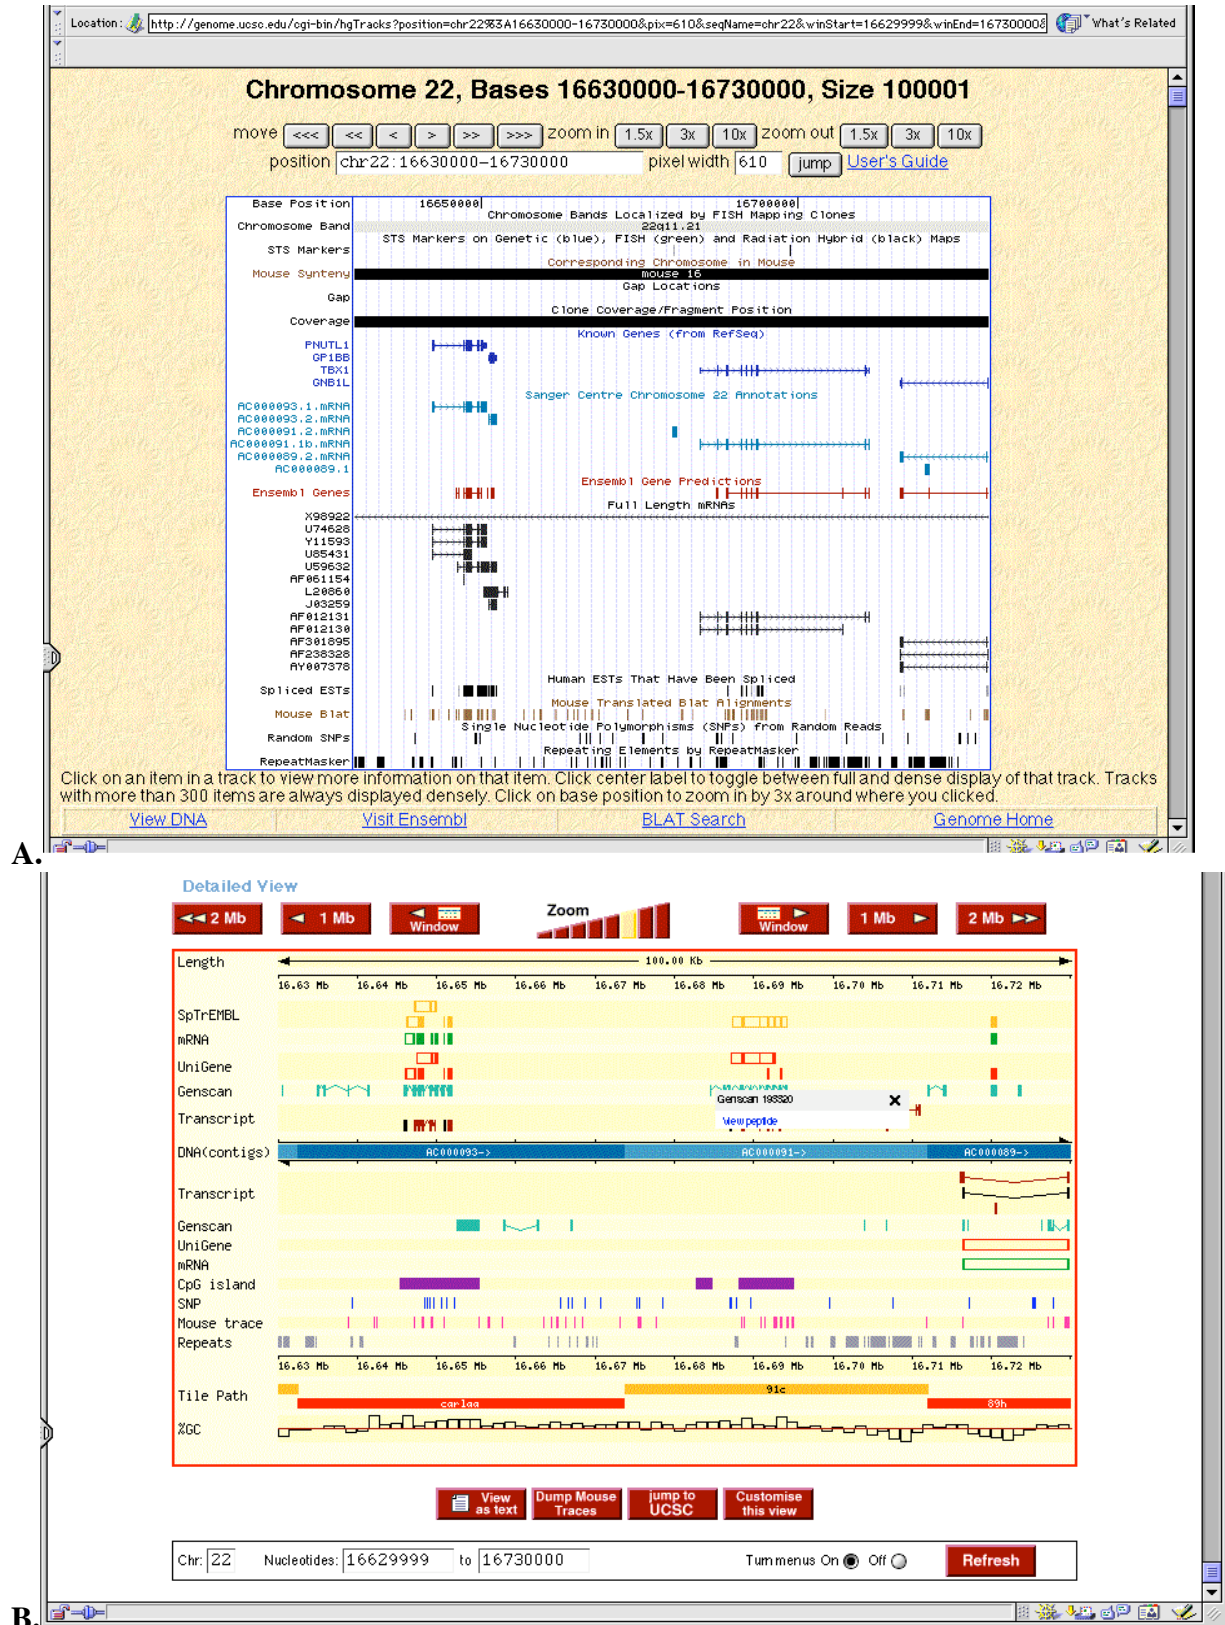 Location: http://genome.ucsc.edu/cgi-bin/hgTracks?position=chr22%3A16630000-16730000&pix=610&seqName=chr22&winStart=16629999&winEnd=16730000& What's Related
Chromosome 22, Bases 16630000-16730000, Size 100001
move <<< << < > >> >>> zoom in 1.5x 3x 10x zoom out 1.5x 3x 10x
position chr22:16630000-16730000 pixel width 610 jump User's Guide
Base Position 16650000| 16700000|
Chromosome Bands Localized by FISH Mapping Clones
Chromosome Band 22q11.21
STS Markers on Genetic (blue), FISH (green) and Radiation Hybrid (black) Maps
STS Markers
Corresponding Chromosome in Mouse
Mouse Synteny mouse 16
Gap Locations
Gap
Clone Coverage/Fragment Position
Coverage
Known Genes (from RefSeq)
PNUTL1
GP1BB
TBX1
GNB1L
Sanger Centre Chromosome 22 Annotations
AC000093.1.mRNA
AC000093.2.mRNA
AC000091.2.mRNA
AC000091.1b.mRNA
AC000089.2.mRNA
AC000089.1
Ensembl Gene Predictions
Ensembl Genes
Full Length mRNAs
X98922
U74628
Y11593
U85431
U59632
AF061154
L20860
J03259
AF012131
AF012130
AF301895
AF238328
AY007378
Human ESTs That Have Been Spliced
Spliced ESTs
Mouse Translated Blat Alignments
Mouse Blat
Single Nucleotide Polymorphisms (SNPs) from Random Reads
Random SNPs
Repeating Elements by RepeatMasker
RepeatMasker
Click on an item in a track to view more information on that item. Click center label to toggle between full and dense display of that track. Tracks
with more than 300 items are always displayed densely. Click on base position to zoom in by 3x around where you clicked.
View DNA Visit Ensembl BLAT Search Genome Home
A.
Detailed View
2 Mb 1 Mb Window Zoom Window 1 Mb 2 Mb
Length 100.00 Kb
16.63 Mb 16.64 Mb 16.65 Mb 16.66 Mb 16.67 Mb 16.68 Mb 16.69 Mb 16.70 Mb 16.71 Mb 16.72 Mb
SpTrEMBL
mRNA
UniGene
Genscan
Genscan 193320
Transcript View peptide
DNA(contigs) AC000093-> AC000091-> AC000089->
Transcript
Genscan
UniGene
mRNA
CpG island
SNP
Mouse trace
Repeats
16.63 Mb 16.64 Mb 16.65 Mb 16.66 Mb 16.67 Mb 16.68 Mb 16.69 Mb 16.70 Mb 16.71 Mb 16.72 Mb
91c
Tile Path
carlaa 89h
%GC
View as text Dump Mouse Traces jump to UCSC Customise this view
Chr: 22 Nucleotides: 16629999 to 16730000 Turn menus On Off Refresh
B.